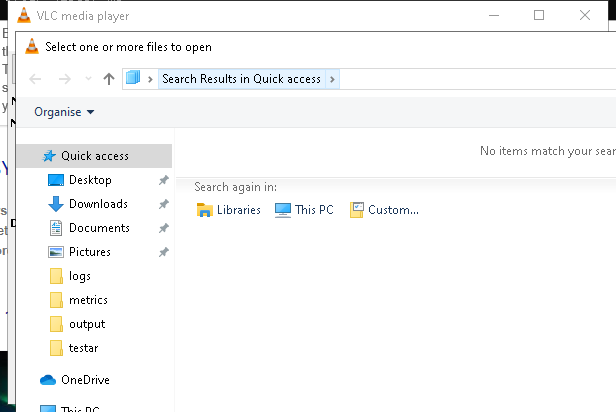 VLC media player
Select one or more files to open
Search Results in Quick access
Organise
Quick access
Desktop
Downloads
Documents
Pictures
logs
metrics
output
testar
OneDrive
This PC
No items match your sear
Search again in:
Libraries
This PC
Custom...